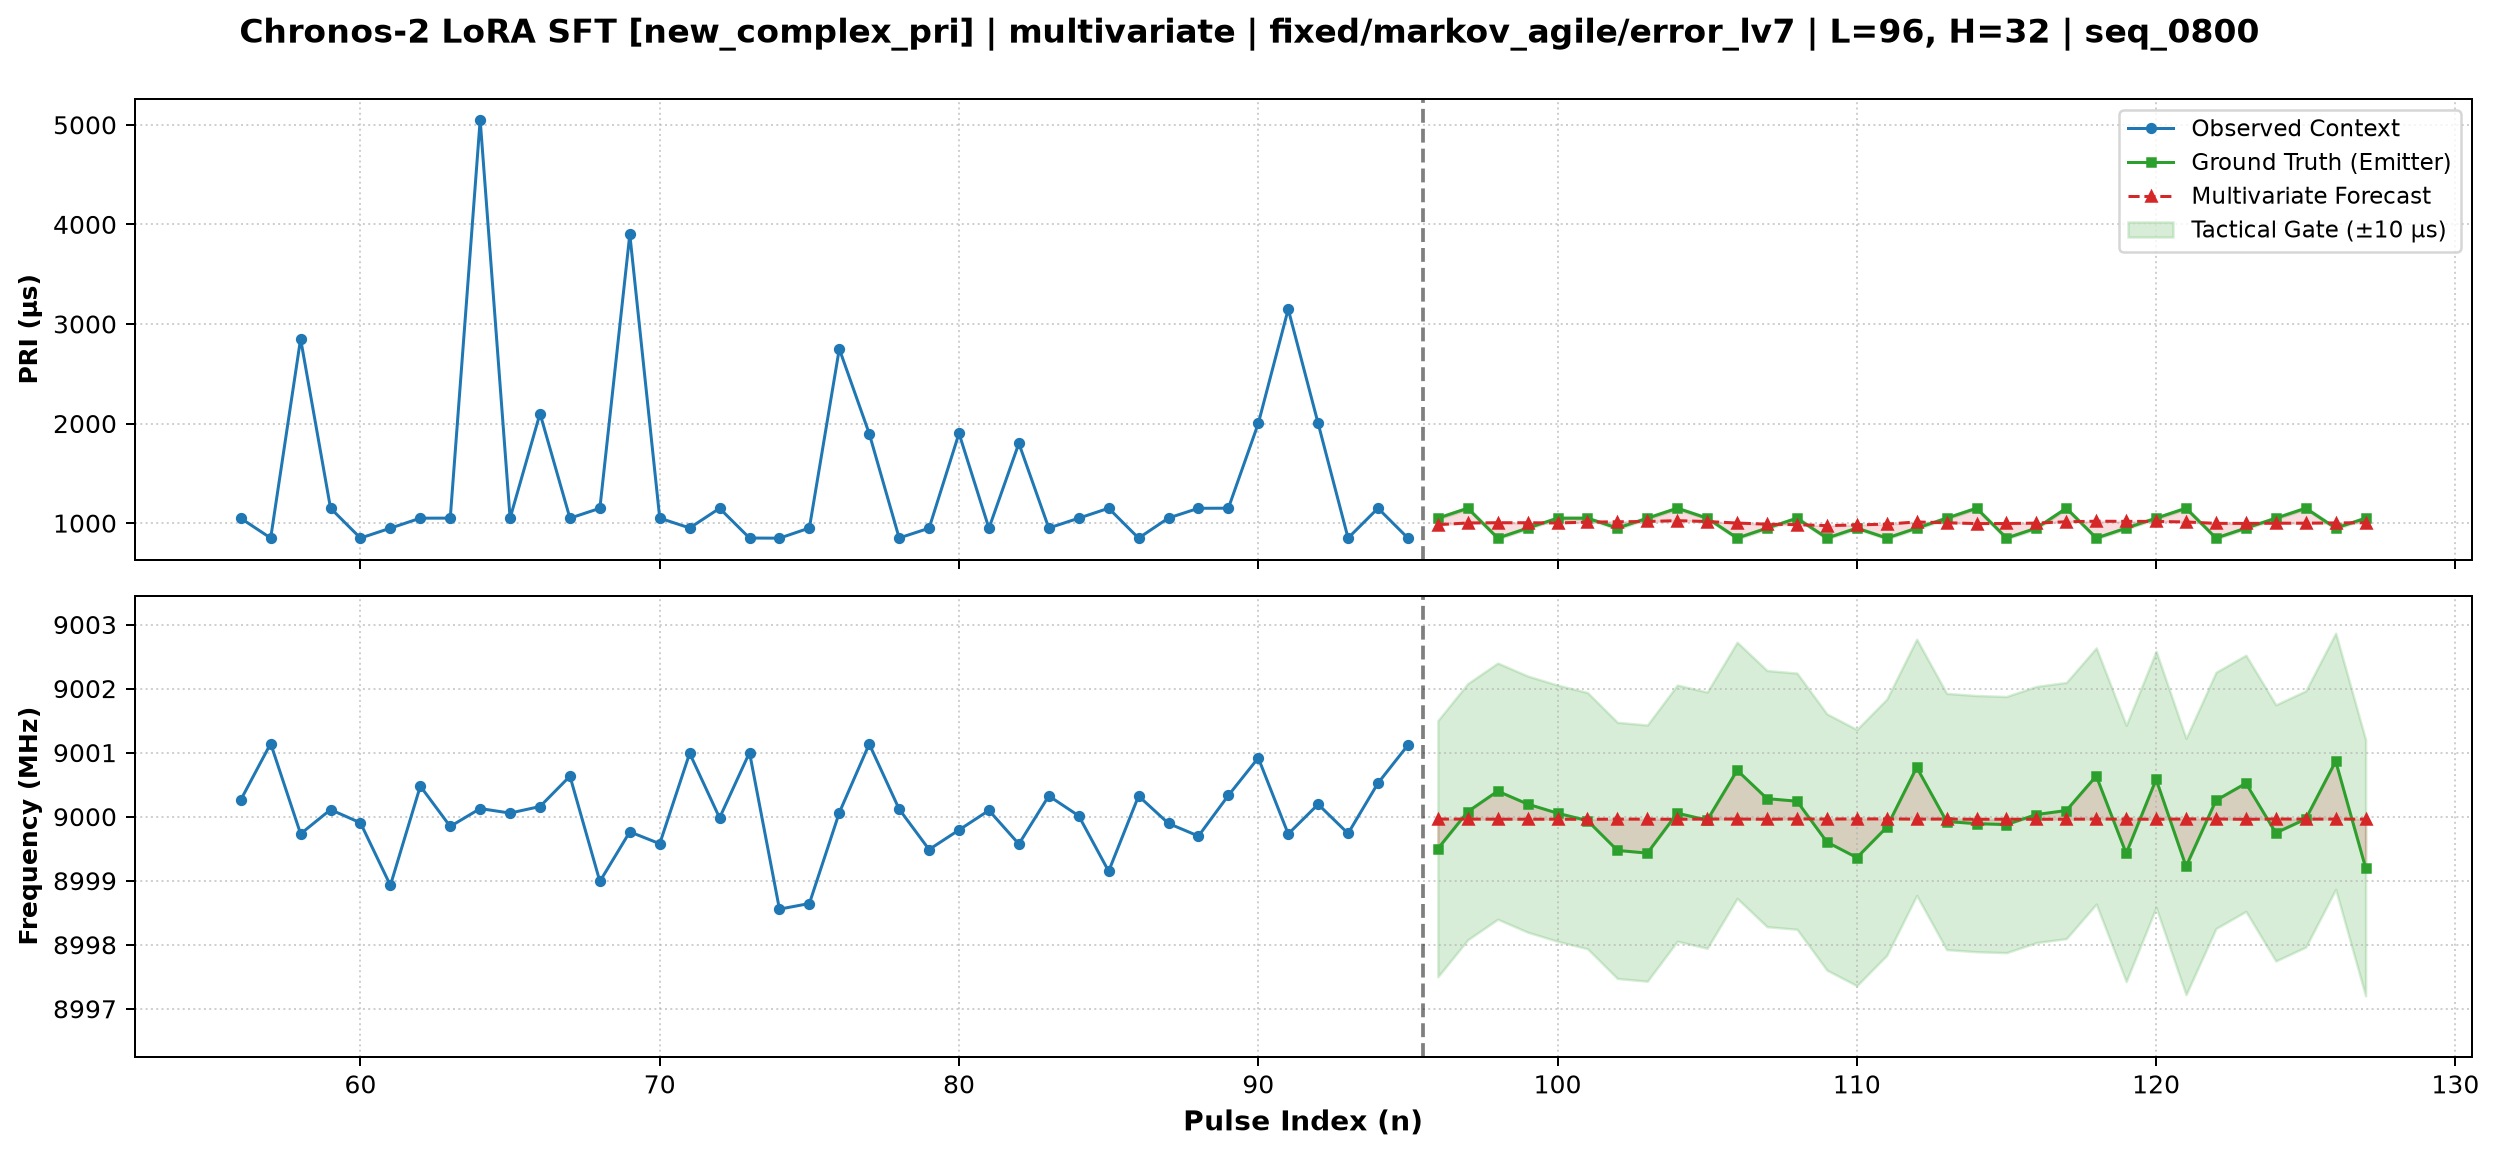 Chronos-2 LoRA SFT [new_complex_pri] | multivariate | fixed/markov_agile/error_lv7 | L=96, H=32 | seq_0800
5000
4000
3000
2000
1000
PRI (µs)
Observed Context
Ground Truth (Emitter)
Multivariate Forecast
Tactical Gate (±10 µs)
9003
9002
9001
9000
8999
8998
8997
Frequency (MHz)
60
70
80
90
100
110
120
130
Pulse Index (n)